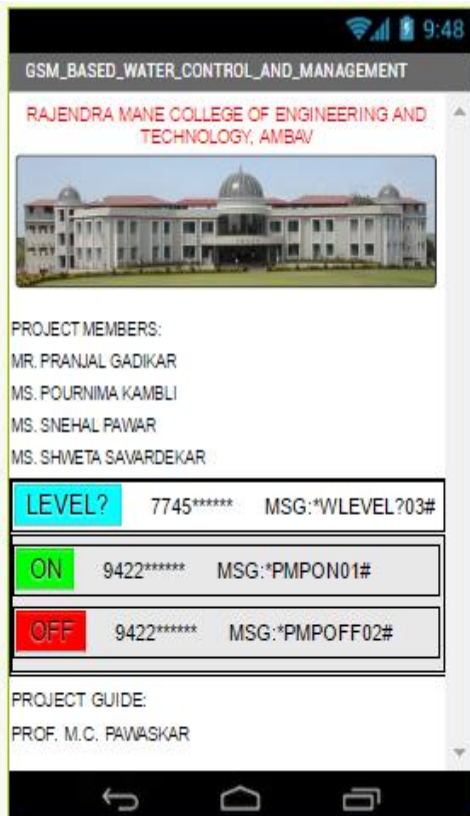 9:48
GSM_BASED_WATER_CONTROL_AND_MANAGEMENT
RAJENDRA MANE COLLEGE OF ENGINEERING AND
TECHNOLOGY, AMBAV
PROJECT MEMBERS:
MR. PRANJAL GADIKAR
MS. POURNIMA KAMBLI
MS. SNEHAL PAWAR
MS. SHWETA SAVARDEKAR
LEVEL? 7745****** MSG:*WLEVEL?03#
ON 9422****** MSG:*PMPON01#
OFF 9422****** MSG:*PMPOFF02#
PROJECT GUIDE:
PROF. M.C. PAWASKAR